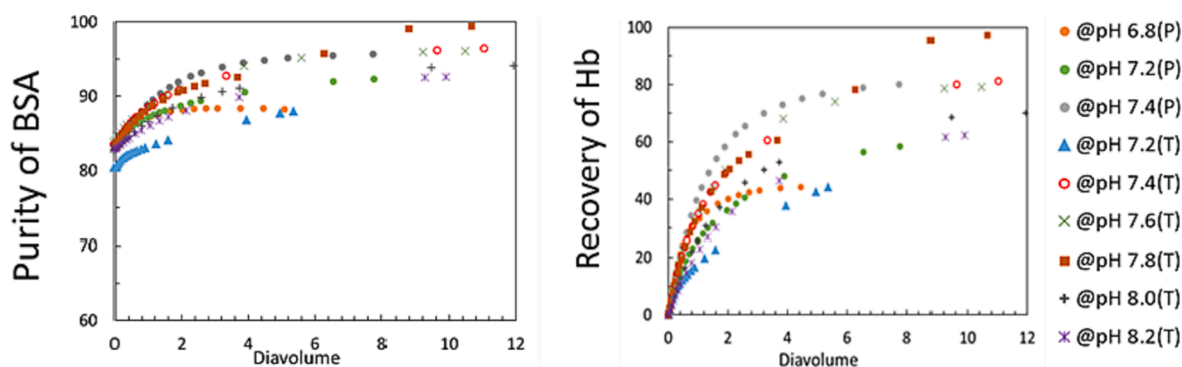 Purity of BSA
100
90
80
70
60
0
2
4
6
8
10
12
Diavolume
Recovery of Hb
100
80
60
40
20
0
0
2
4
6
8
10
12
Diavolume
@pH 6.8(P)
@pH 7.2(P)
@pH 7.4(P)
@pH 7.2(T)
@pH 7.4(T)
@pH 7.6(T)
@pH 7.8(T)
@pH 8.0(T)
@pH 8.2(T)